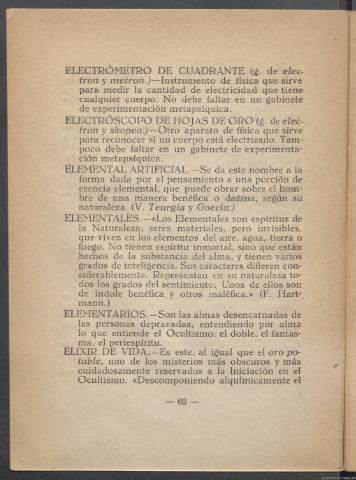 ELECTRÓMETRO DE CUADRANTE (g. de elec-
tron y metron.)—Instrumento de física que sirve
para medir la cantidad de electricidad que tiene
cualquier cuerpo. No debe faltar en un gabinete
de experimentación metapsíquica.
ELECTRÓSCOPO DE HOJAS DE ORO (g. de elec-
tron y skopeo.)—Otro aparato de física que sirve
para reconocer si un cuerpo está electrizado. Tam-
poco debe faltar en un gabinete de experimenta-
ción metapsíquica.
ELEMENTAL ARTIFICIAL.—Se da este nombre a la
forma dada por el pensamiento a una porción de
esencia elemental, que puede obrar sobre el hom-
bre de una manera benéfica o dañina, según su
naturaleza. (V. Teurgia y Goecia.)
ELEMENTALES.—«Los Elementales son espíritus de
la Naturaleza; seres materiales, pero invisibles,
que viven en los elementos del aire, agua, tierra o
fuego. No tienen espíritu inmortal, sino que están
hechos de la substancia del alma, y tienen varios
grados de inteligencia. Sus caracteres difieren con-
siderablemente. Representan en su naturaleza to-
dos los grados del sentimiento. Unos de ellos son
de índole benéfica y otros maléfica.» (F. Hart-
mann.)
ELEMENTARIOS.—Son las almas desencarnadas de
las personas depravadas, entendiendo por alma
lo que entiende el Ocultismo: el doble, el fantas-
ma, el periespíritu.
ELIXIR DE VIDA.—Es este, al igual que el oro po-
table, uno de los misterios más obscuros y más
cuidadosamente reservados a la Iniciación en el
Ocultismo. «Descomponiendo alquímicamente el
— 62 —